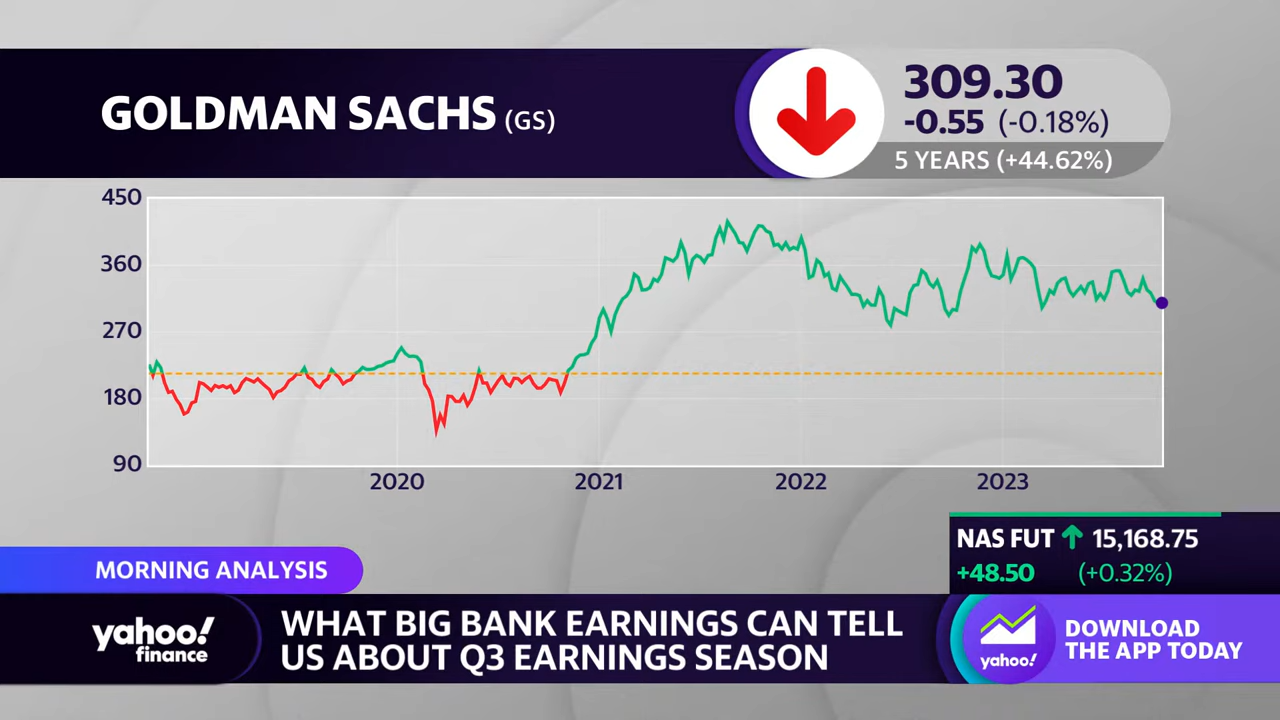 GOLDMAN SACHS (GS)
309.30
-0.55 (-0.18%)
5 YEARS (+44.62%)
450
360
270
180
90
2020 2021 2022 2023
NAS FUT 15,168.75
+48.50 (+0.32%)
MORNING ANALYSIS
yahoo!
finance
WHAT BIG BANK EARNINGS CAN TELL
US ABOUT Q3 EARNINGS SEASON
yahoo!
DOWNLOAD
THE APP TODAY